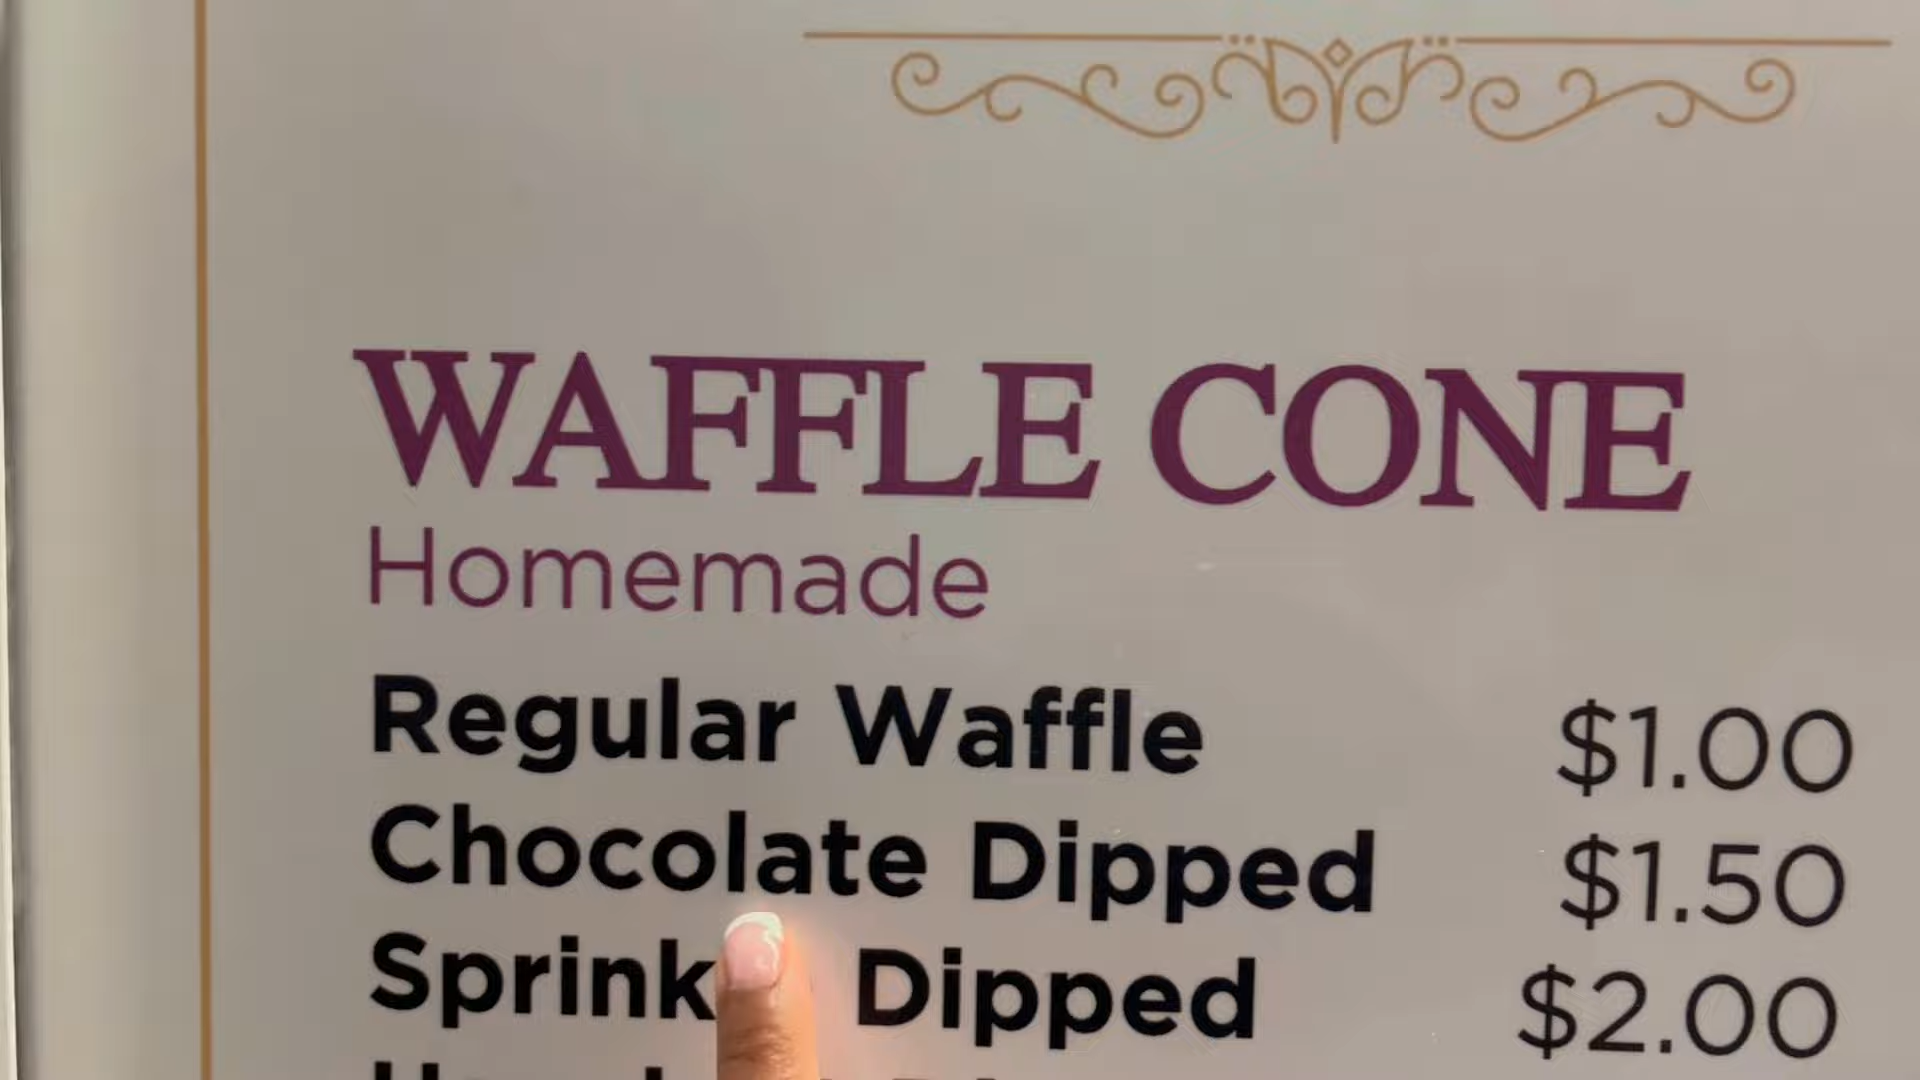 WAFFLE CONE
Homemade
Regular Waffle $1.00
Chocolate Dipped $1.50
Dipped $2.00